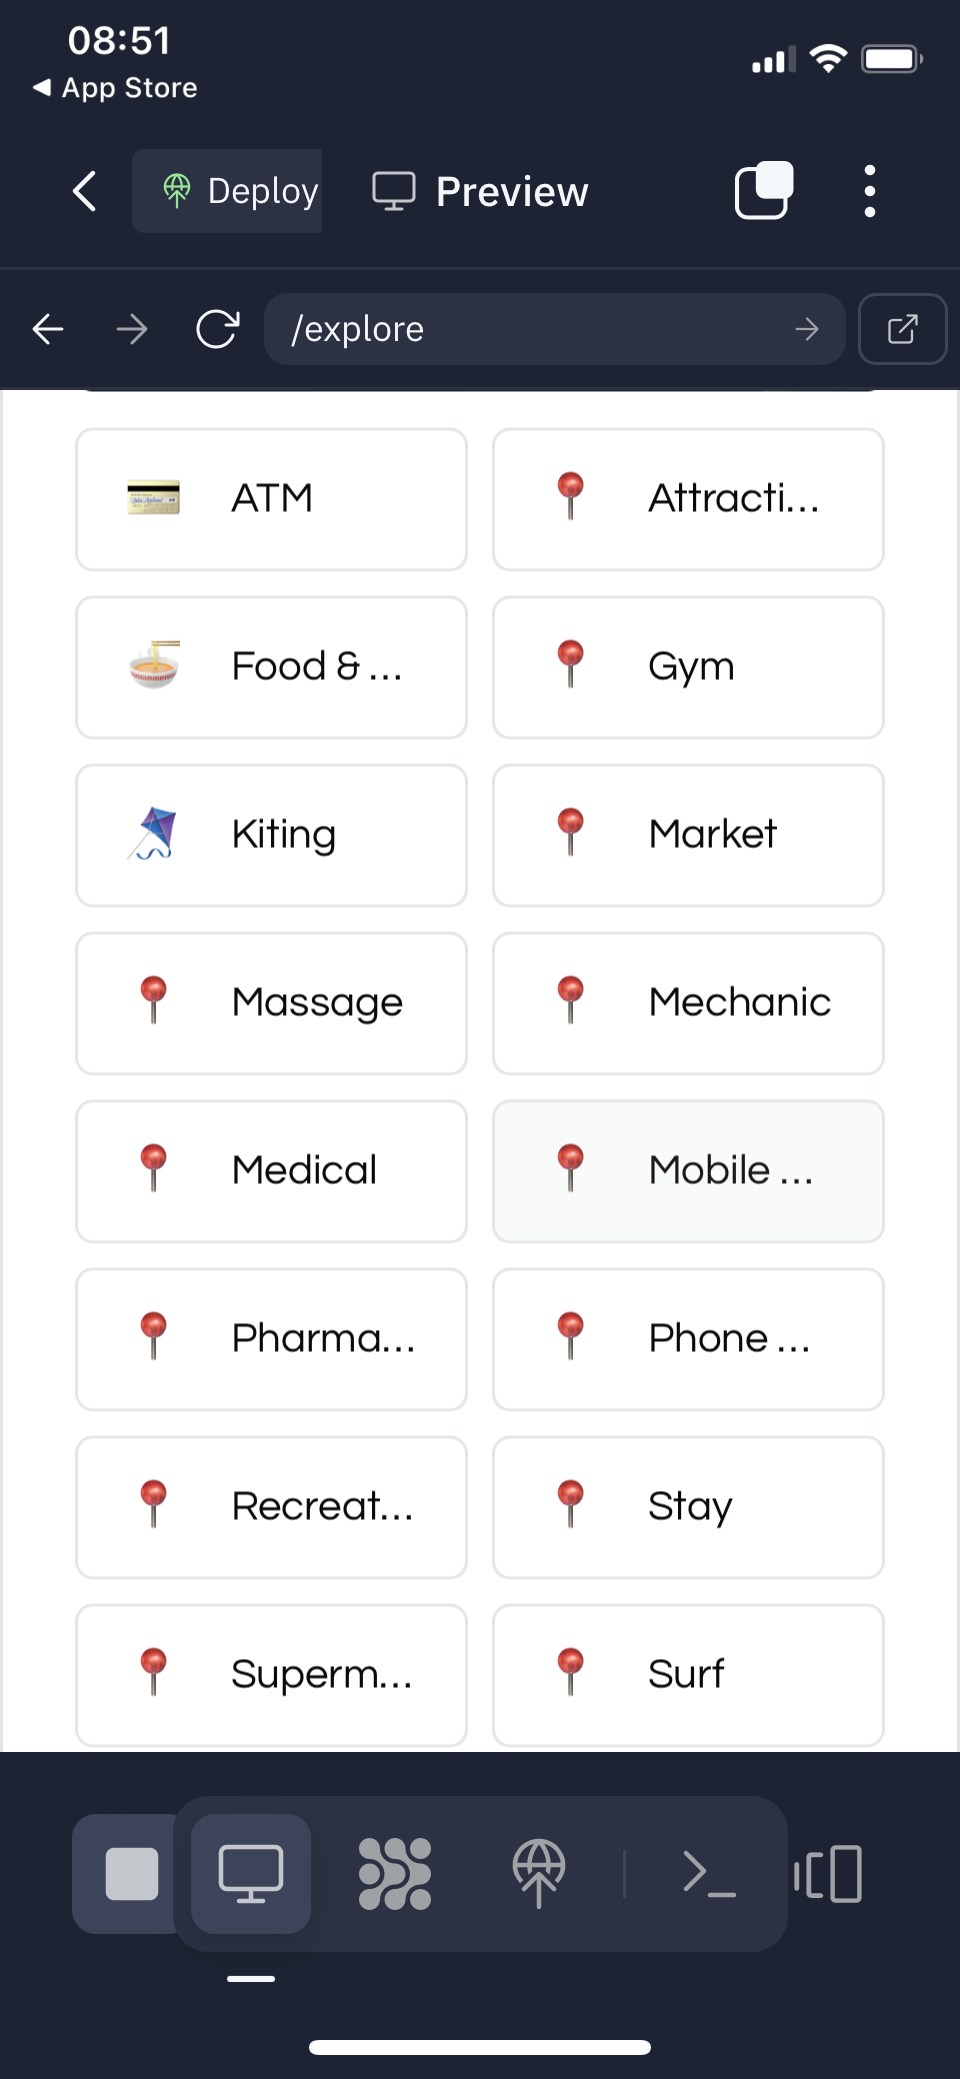 08:51
App Store
Deploy
Preview
/explore
ATM
Attracti...
Food & ...
Gym
Kiting
Market
Massage
Mechanic
Medical
Mobile ...
Pharma...
Phone ...
Recreat...
Stay
Superm...
Surf